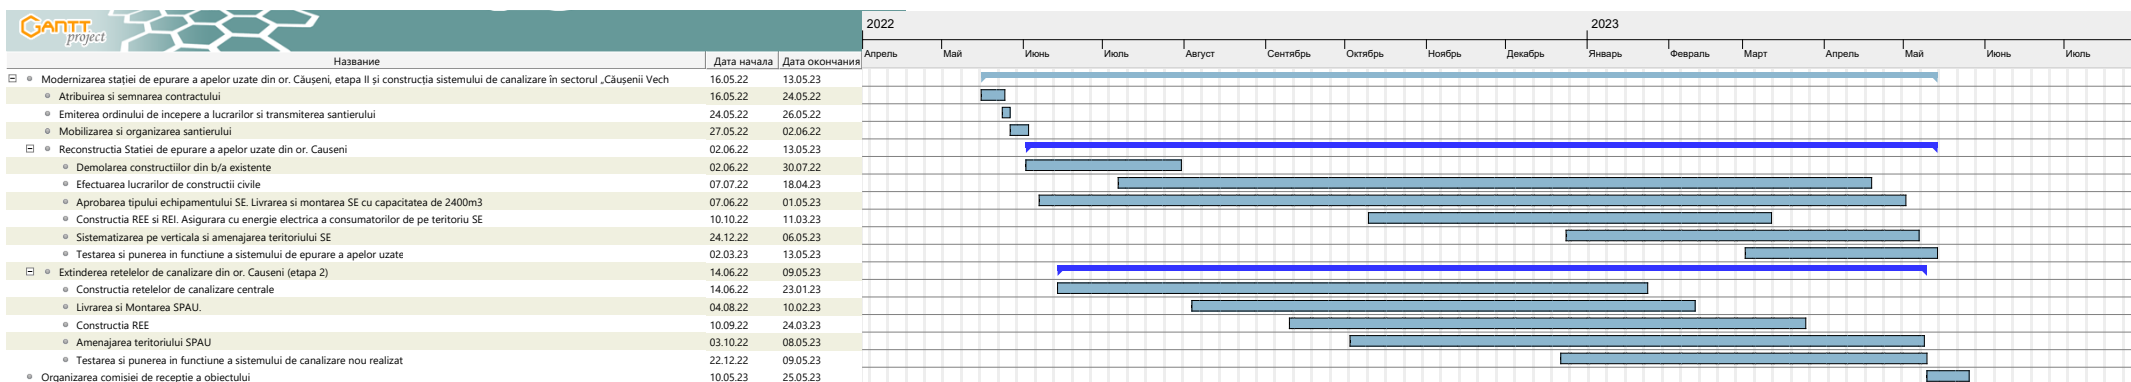 GANTT
project
2022
2023
Апрель Май Июнь Июль Август Сентябрь Октябрь Ноябрь Декабрь Январь Февраль Март Апрель Май Июнь Июль
Название Дата начала Дата окончания
Modernizarea stației de epurare a apelor uzate din or. Căușeni, etapa II și construcția sistemului de canalizare în sectorul „Căușenii Vech 16.05.22 13.05.23
Atribuirea si semnarea contractului 16.05.22 24.05.22
Emiterea ordinului de incepere a lucrarilor si transmiterea santierului 24.05.22 26.05.22
Mobilizarea si organizarea santierului 27.05.22 02.06.22
Reconstructia Statiei de epurare a apelor uzate din or. Causeni 02.06.22 13.05.23
Demolarea constructiilor din b/a existente 02.06.22 30.07.22
Efectuarea lucrarilor de constructii civile 07.07.22 18.04.23
Aprobarea tipului echipamentului SE. Livrarea si montarea SE cu capacitatea de 2400m3 07.06.22 01.05.23
Constructia REE si REI. Asigurara cu energie electrica a consumatorilor de pe teritoriu SE 10.10.22 11.03.23
Sistematizarea pe verticala si amenajarea teritoriului SE 24.12.22 06.05.23
Testarea si punerea in functiune a sistemului de epurare a apelor uzate 02.03.23 13.05.23
Extinderea retelelor de canalizare din or. Causeni (etapa 2) 14.06.22 09.05.23
Constructia retelelor de canalizare centrale 14.06.22 23.01.23
Livrarea si Montarea SPAU. 04.08.22 10.02.23
Constructia REE 10.09.22 24.03.23
Amenajarea teritoriului SPAU 03.10.22 08.05.23
Testarea si punerea in functiune a sistemului de canalizare nou realizat 22.12.22 09.05.23
Organizarea comisiei de receptie a obiectului 10.05.23 25.05.23